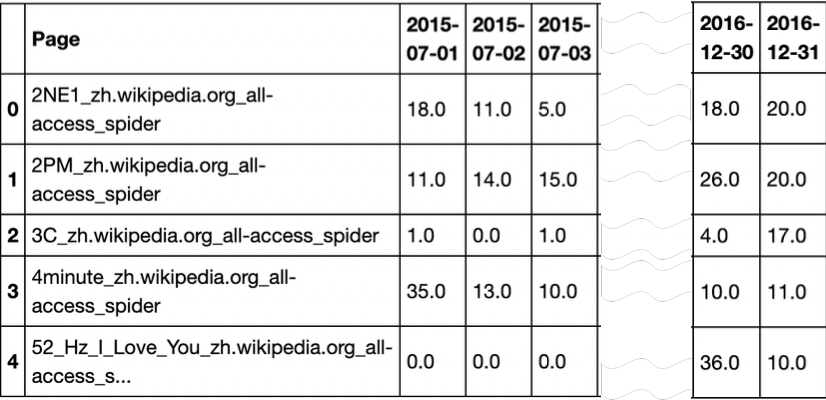 Page 2015- 2015- 2015- 2016- 2016-
07-01 07-02 07-03 12-30 12-31
0 2NE1_zh.wikipedia.org_all-
access_spider 18.0 11.0 5.0 18.0 20.0
1 2PM_zh.wikipedia.org_all-
access_spider 11.0 14.0 15.0 26.0 20.0
2 3C_zh.wikipedia.org_all-access_spider 1.0 0.0 1.0 4.0 17.0
3 4minute_zh.wikipedia.org_all-
access_spider 35.0 13.0 10.0 10.0 11.0
4 52_Hz_I_Love_You_zh.wikipedia.org_all-
access_s... 0.0 0.0 0.0 36.0 10.0